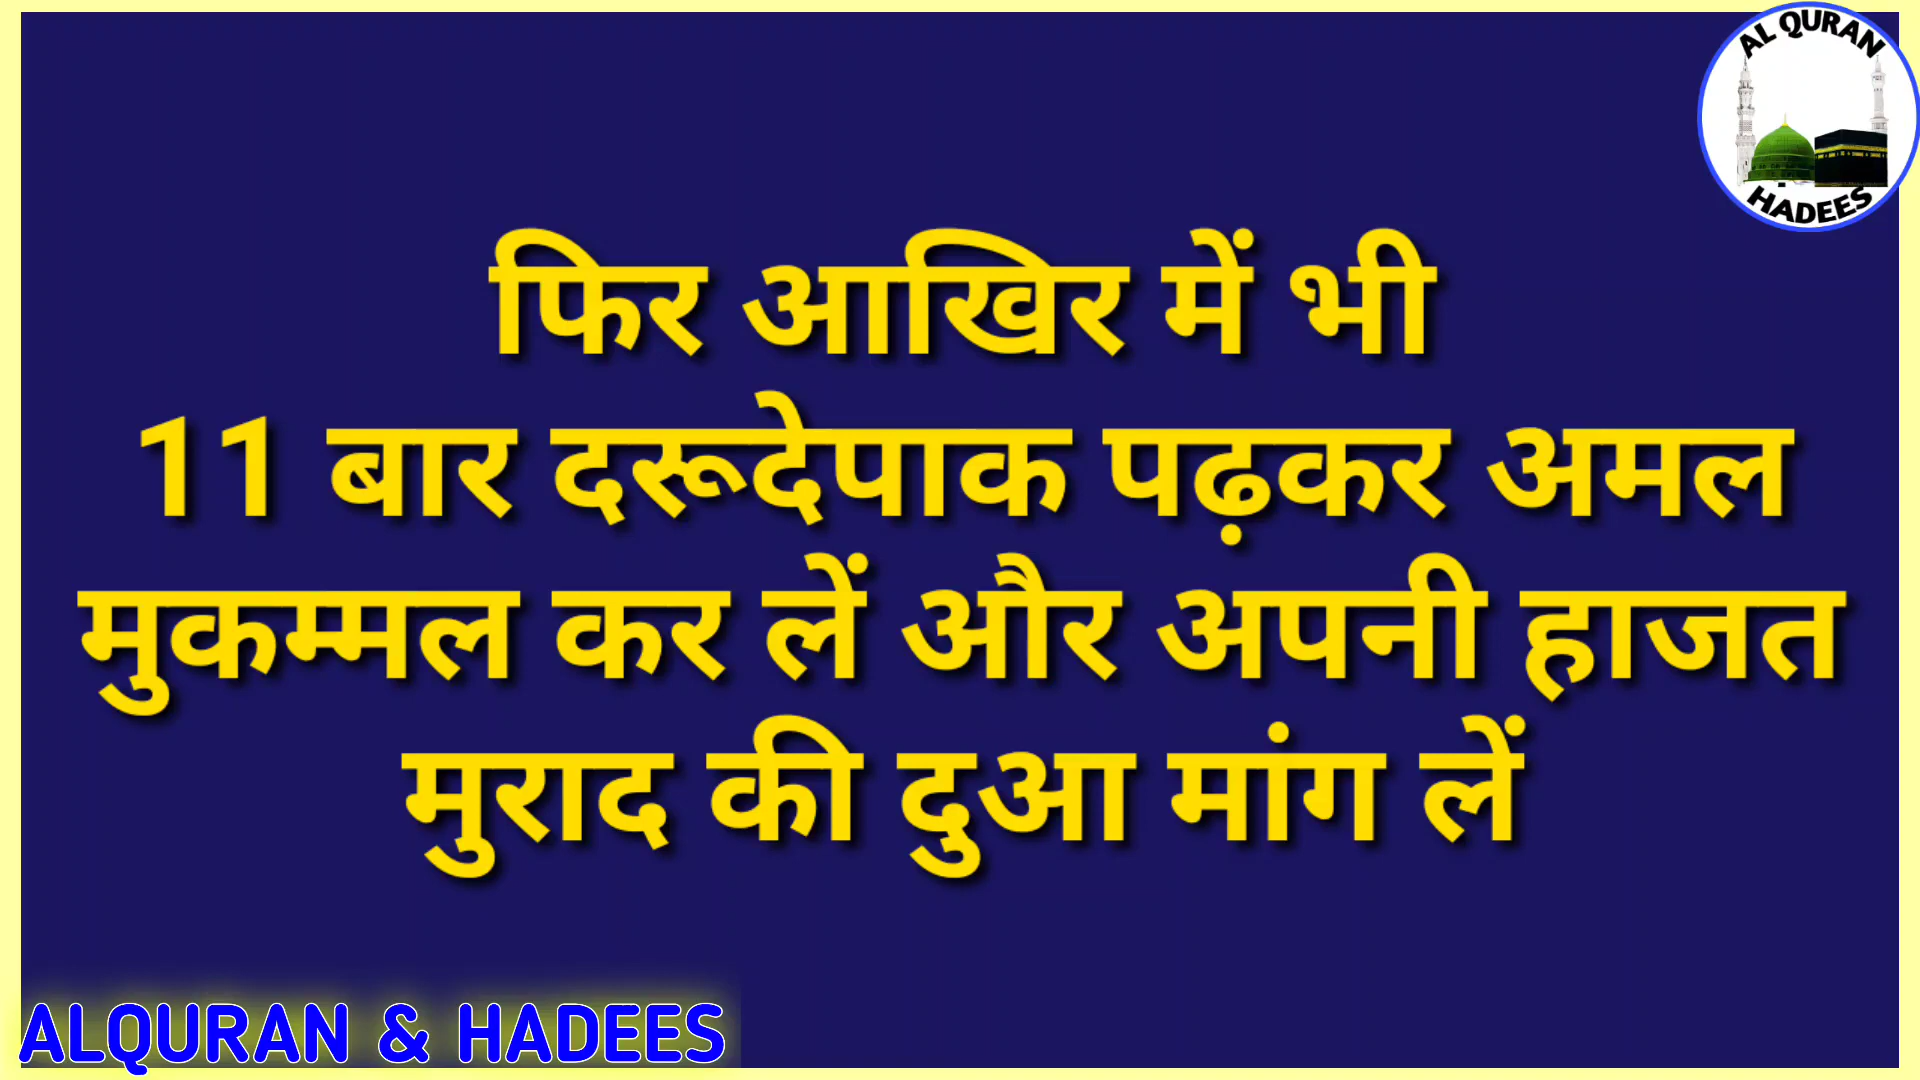 AL QURAN
HADEES
फिर आखिर में भी
11 बार दरूदेपाक पढ़कर अमल
मुकम्मल कर लें और अपनी हाजत
मुराद की दुआ मांग लें
ALQURAN & HADEES